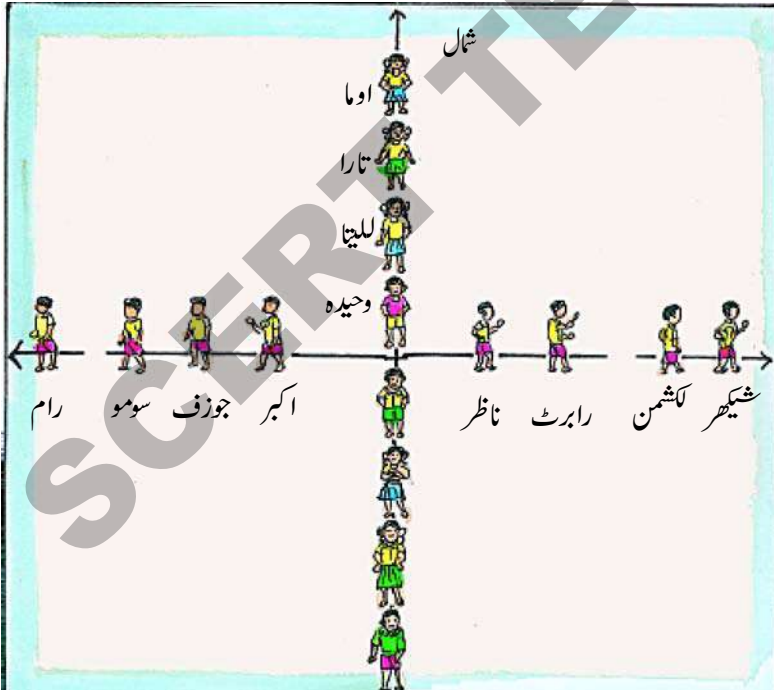 شمال
اوما
تارا
للیتا
وحیدہ
شیکھر لکشمن رابرٹ ناظر اکبر جوزف سومو رام
SCERT TE